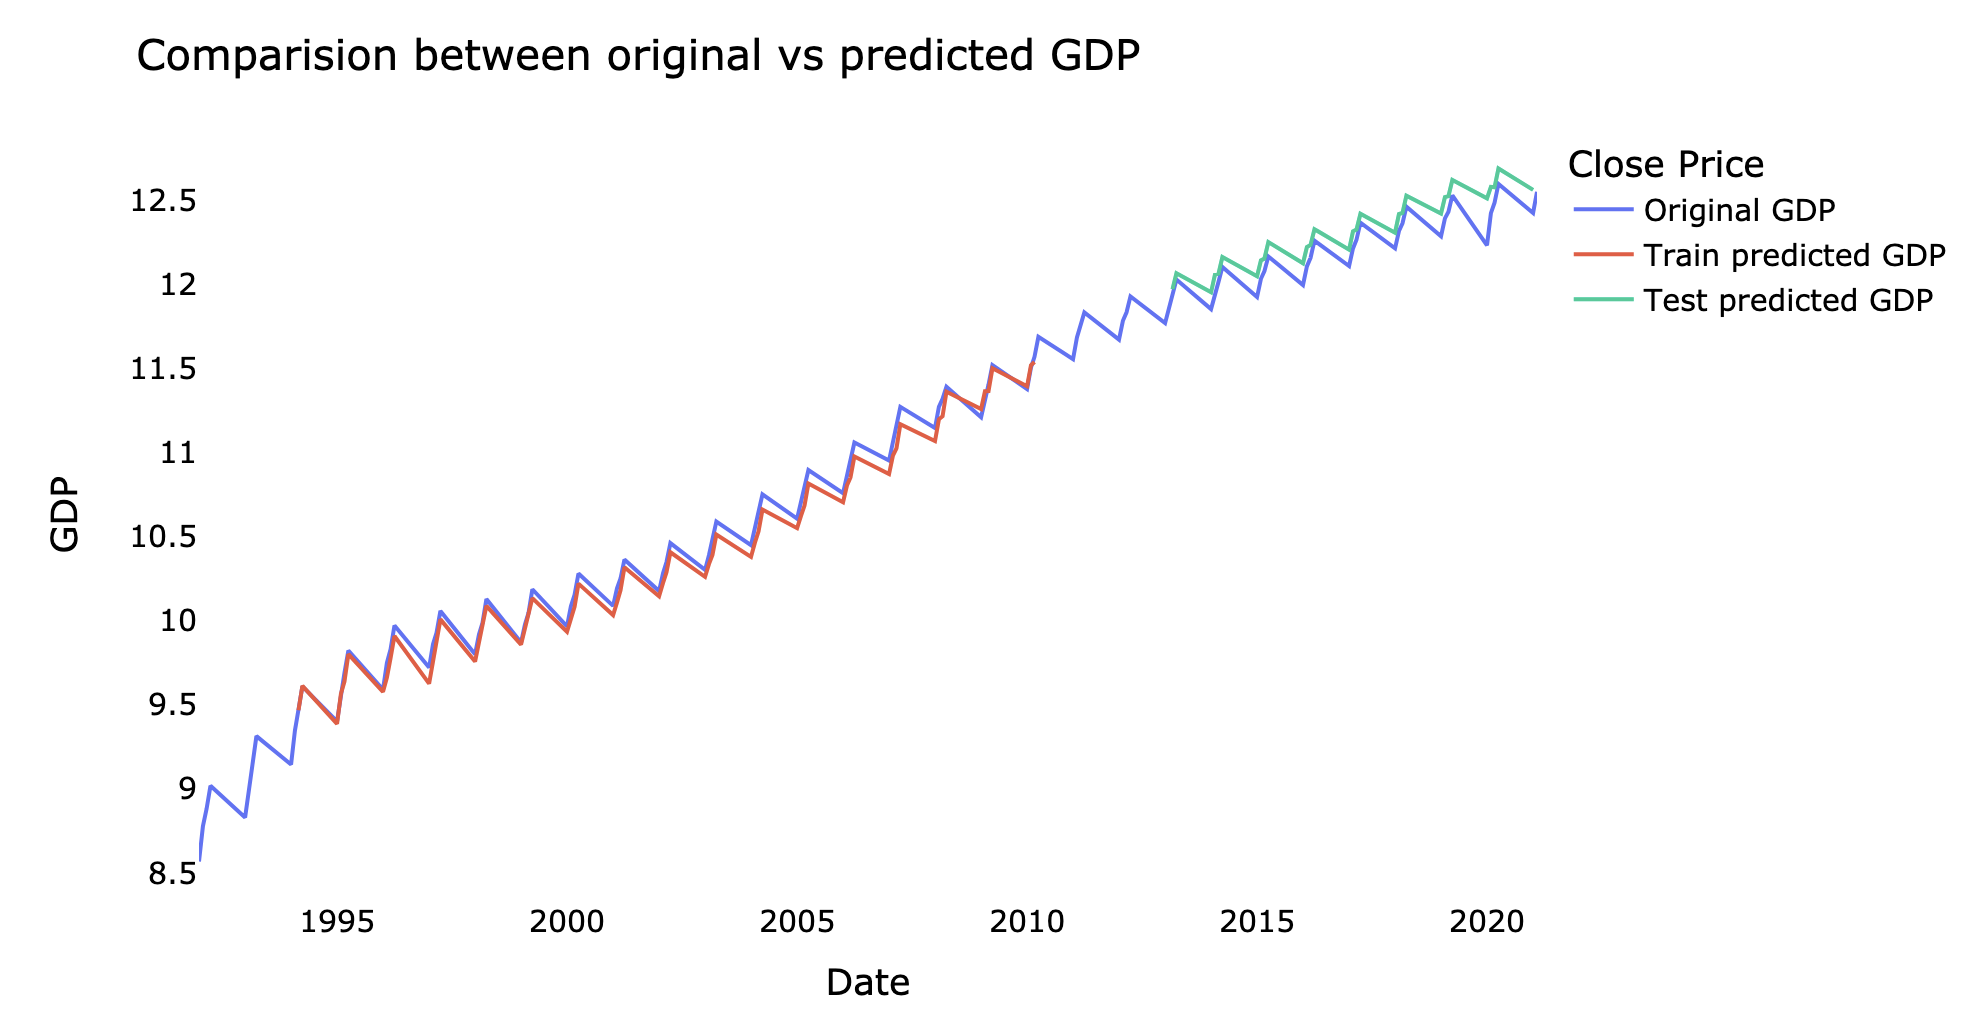 Comparision between original vs predicted GDP
Close Price
Original GDP
Train predicted GDP
Test predicted GDP
GDP
12.5
12
11.5
11
10.5
10
9.5
9
8.5
1995 2000 2005 2010 2015 2020
Date